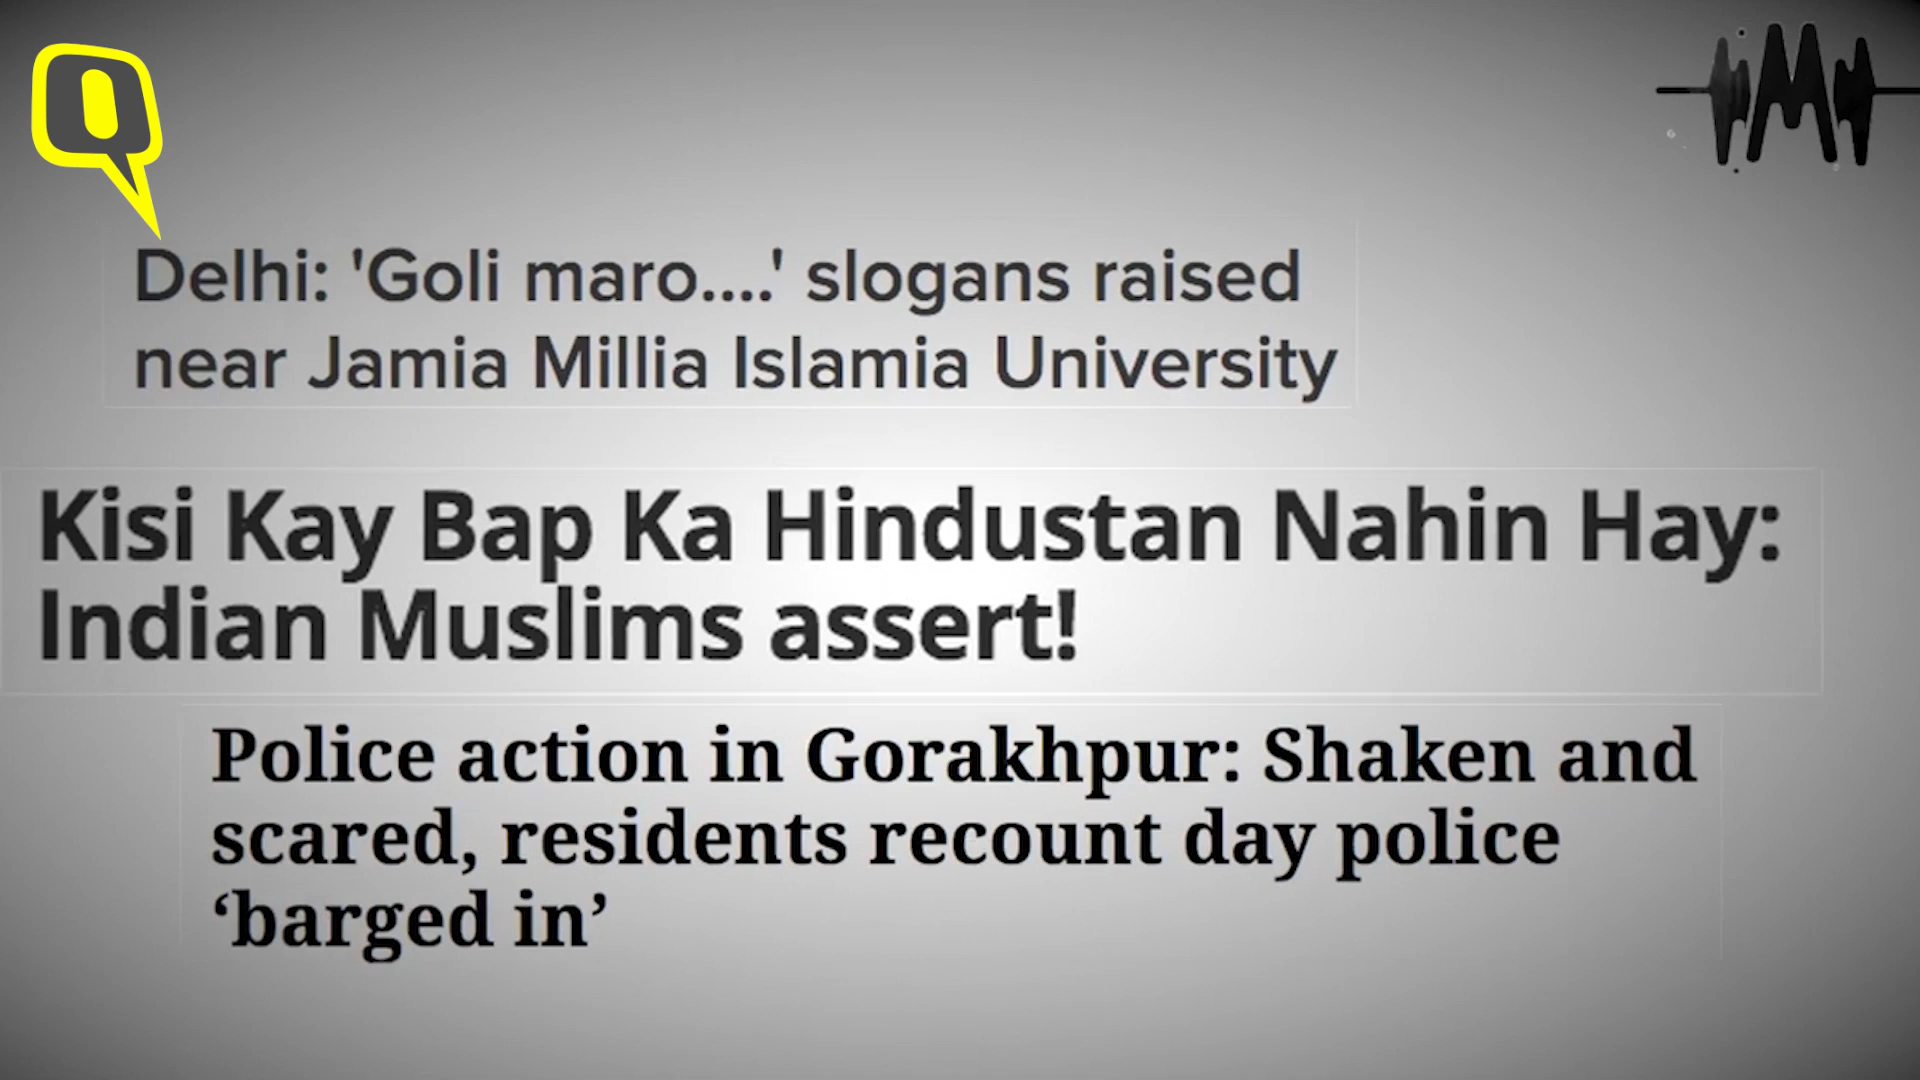 Delhi: 'Goli maro....' slogans raised
near Jamia Millia Islamia University
Kisi Kay Bap Ka Hindustan Nahin Hay:
Indian Muslims assert!
Police action in Gorakhpur: Shaken and
scared, residents recount day police
‘barged in’